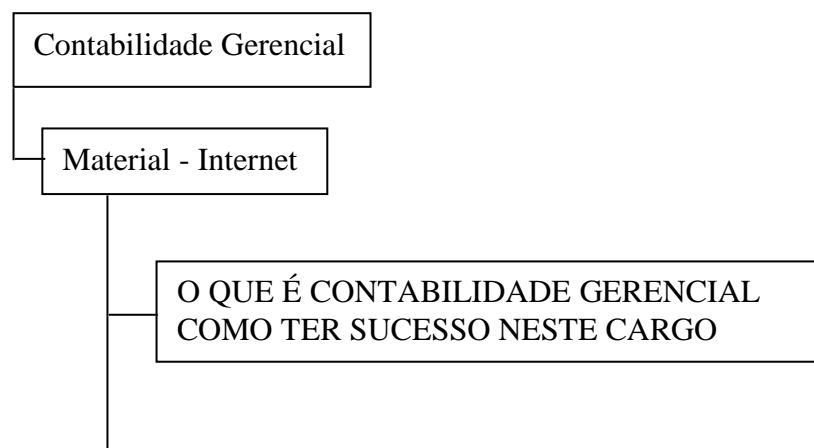 Contabilidade Gerencial
Material - Internet
O QUE É CONTABILIDADE GERENCIAL
COMO TER SUCESSO NESTE CARGO